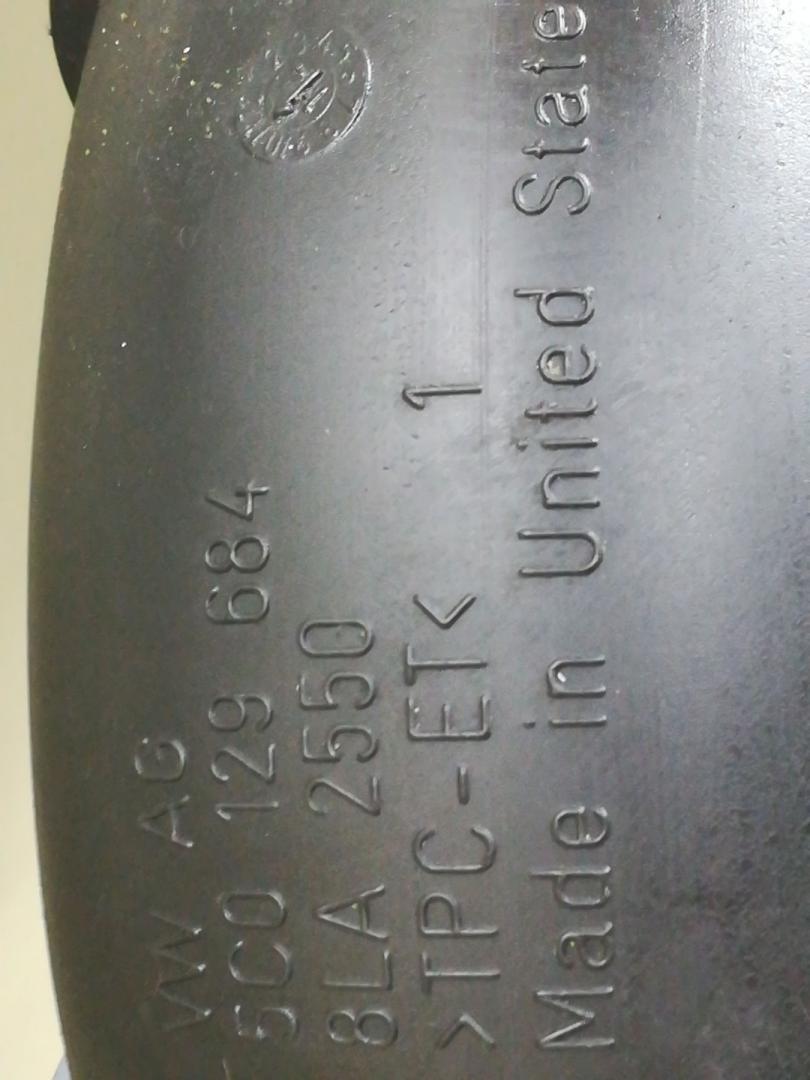 VW AG
5C0 129 684
8LA 2550
>TPC-ET< 1
Made in United State